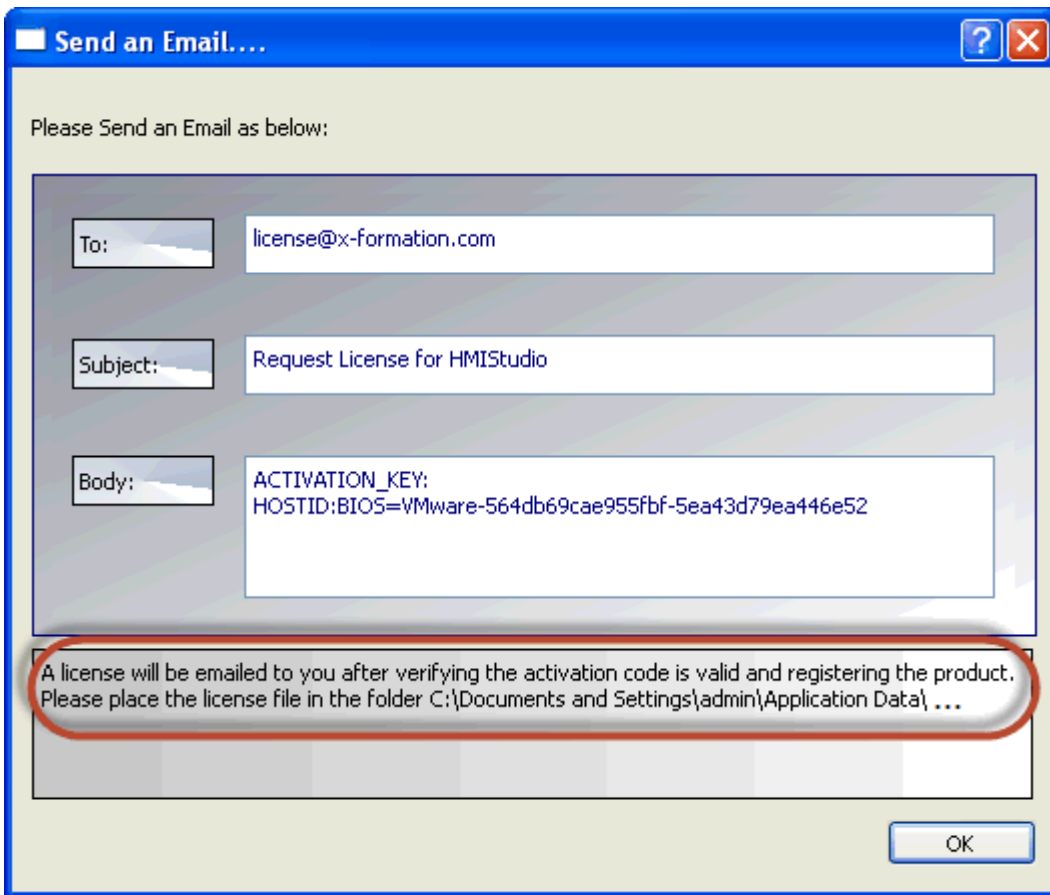 Send an Email....
Please Send an Email as below:
To:
license@x-formation.com
Subject:
Request License for HMIStudio
Body:
ACTIVATION_KEY:
HOSTID:BIOS=VMware-564db69cae955fbf-5ea43d79ea446e52
A license will be emailed to you after verifying the activation code is valid and registering the product.
Please place the license file in the folder C:\Documents and Settings\admin\Application Data\ ...
OK